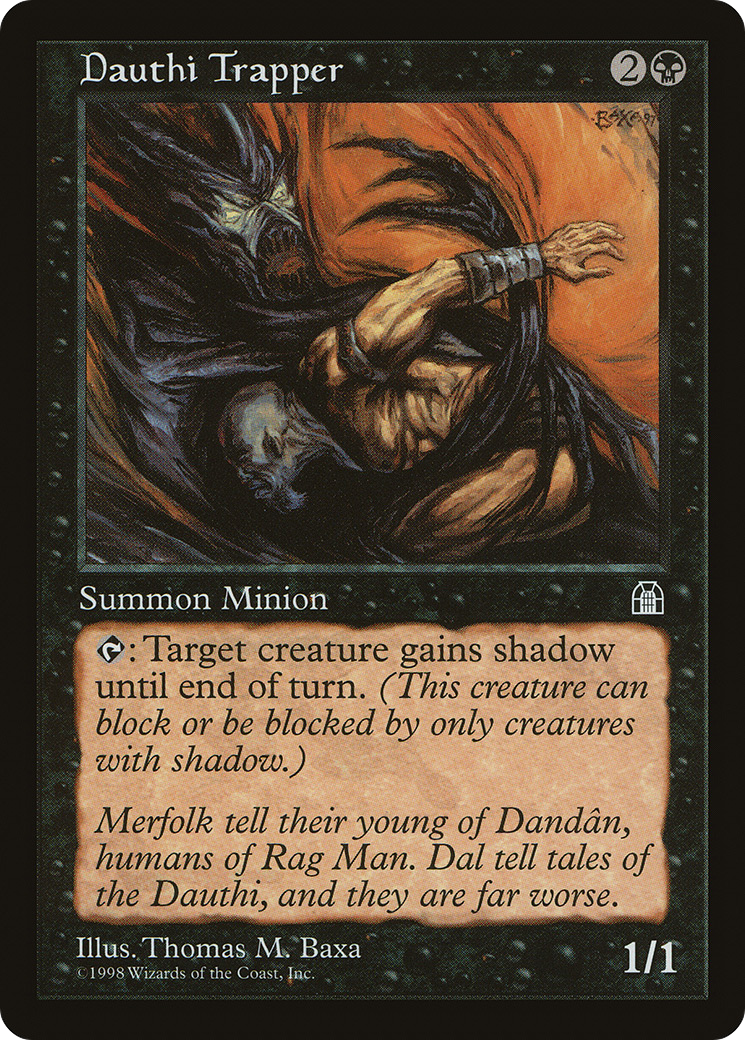 Dauthi Trapper 2
BAXA 97
Summon Minion
: Target creature gains shadow
until end of turn. (This creature can
block or be blocked by only creatures
with shadow.)
Merfolk tell their young of Dandân,
humans of Rag Man. Dal tell tales of
the Dauthi, and they are far worse.
Illus. Thomas M. Baxa
©1998 Wizards of the Coast, Inc.
1/1